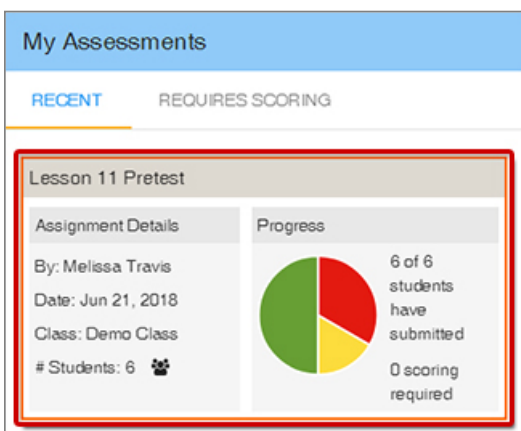 My Assessments
RECENT
REQUIRES SCORING
Lesson 11 Pretest
Assignment Details
By: Melissa Travis
Date: Jun 21, 2018
Class: Demo Class
# Students: 6
Progress
6 of 6
students
have
submitted
0 scoring
required